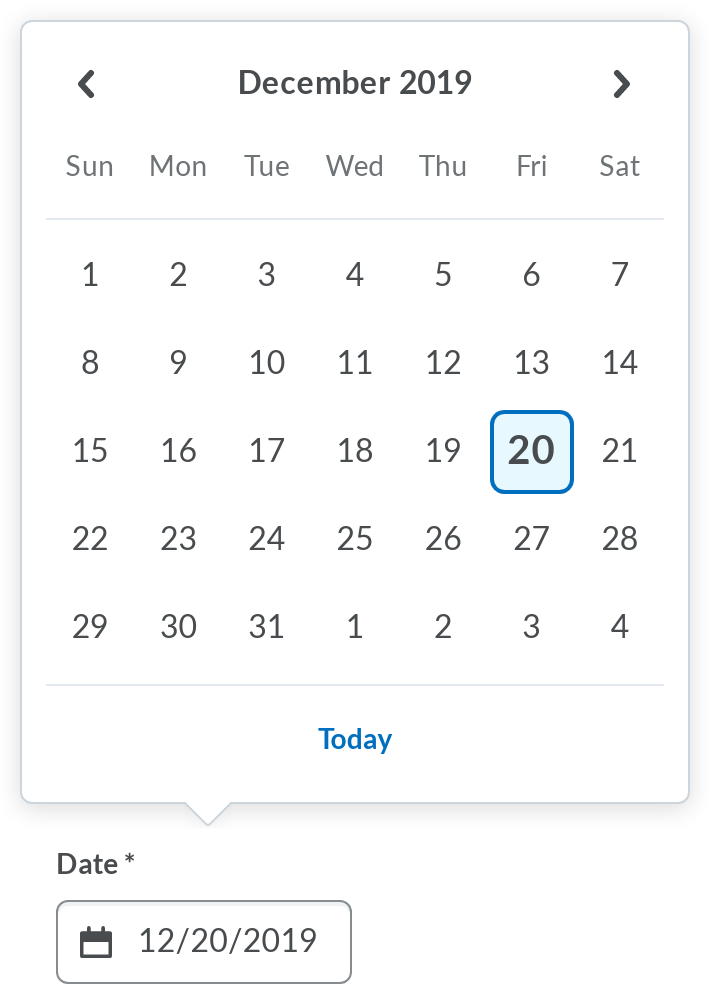 December 2019
Sun Mon Tue Wed Thu Fri Sat
1 2 3 4 5 6 7
8 9 10 11 12 13 14
15 16 17 18 19 20 21
22 23 24 25 26 27 28
29 30 31 1 2 3 4
Today
Date *
12/20/2019